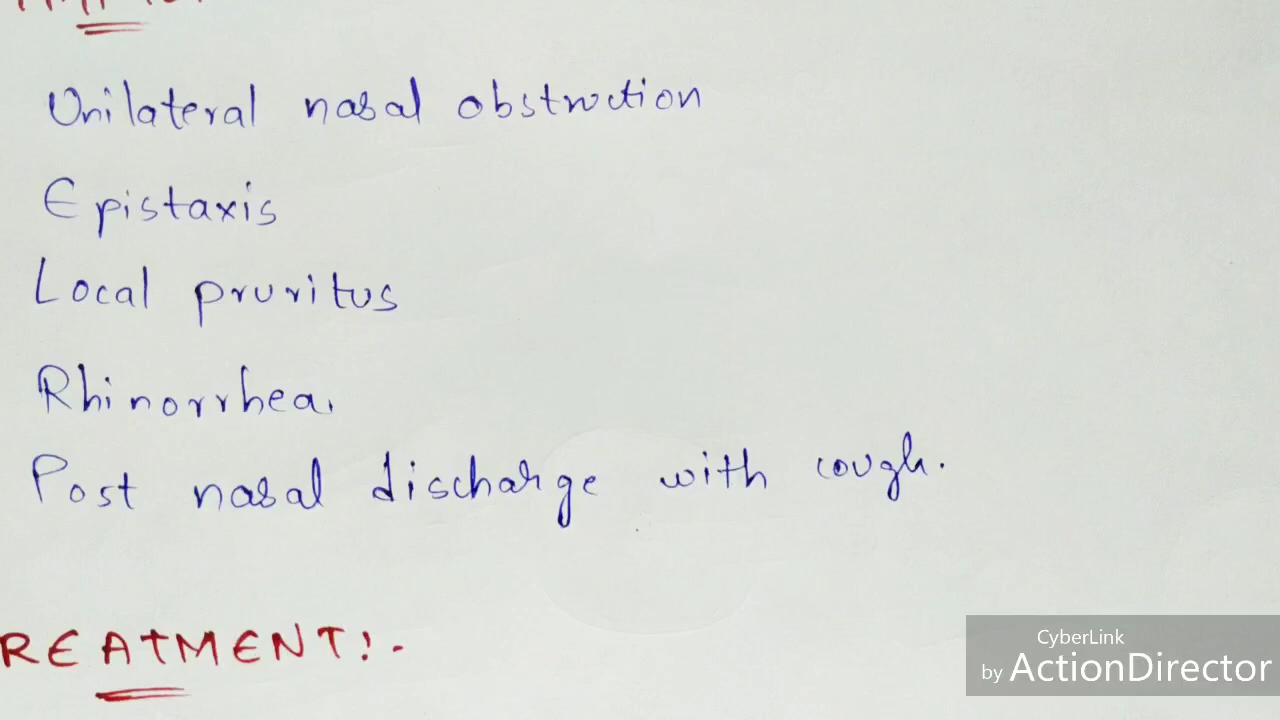 Unilateral nasal obstruction
Epistaxis
Local pruritus
Rhinorrhea.
Post nasal discharge with cough.
REATMENT:-
CyberLink
by ActionDirector